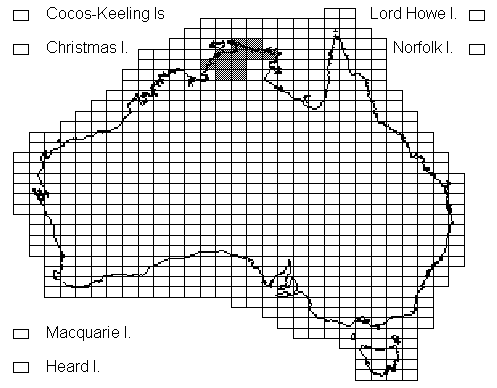 Cocos-Keeling Is
Lord Howe I.
Christmas I.
Norfolk I.
Macquarie I.
Heard I.